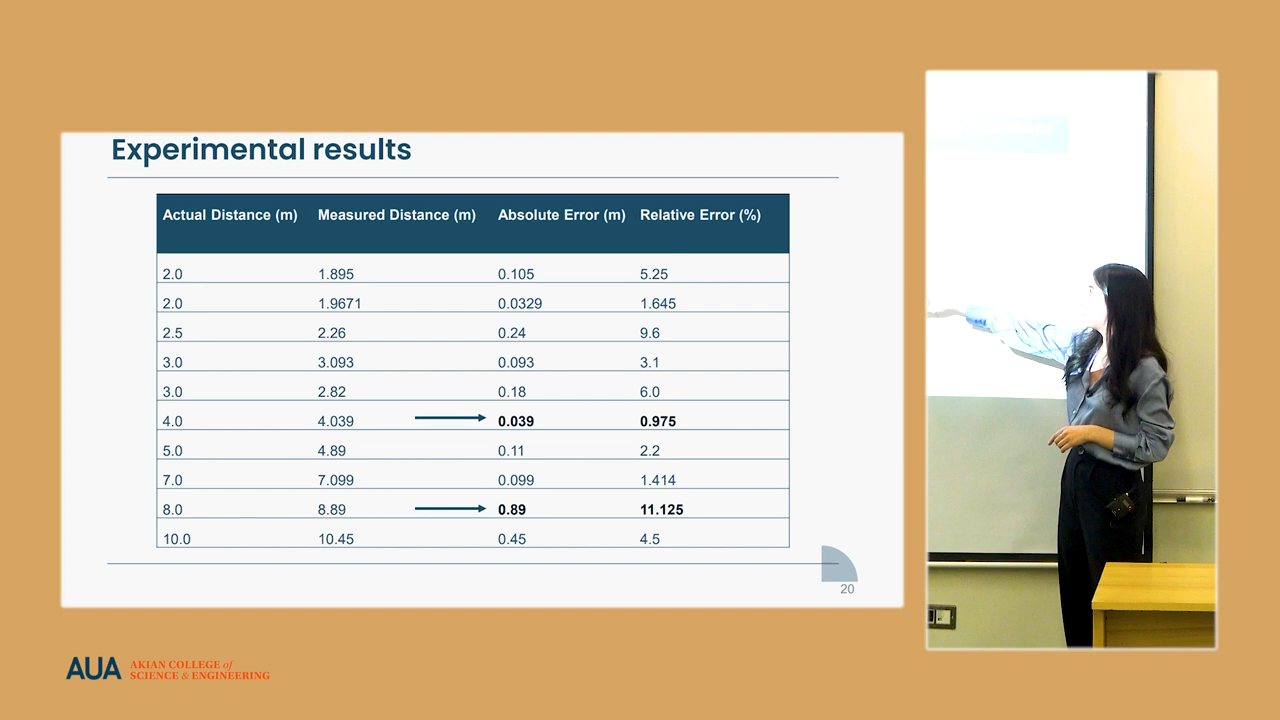 Experimental results
Actual Distance (m) Measured Distance (m) Absolute Error (m) Relative Error (%)
2.0 1.895 0.105 5.25
2.0 1.9671 0.0329 1.645
2.5 2.26 0.24 9.6
3.0 3.093 0.093 3.1
3.0 2.82 0.18 6.0
4.0 4.039 0.039 0.975
5.0 4.89 0.11 2.2
7.0 7.099 0.099 1.414
8.0 8.89 0.89 11.125
10.0 10.45 0.45 4.5
20
AUA AKIAN COLLEGE of
SCIENCE & ENGINEERING